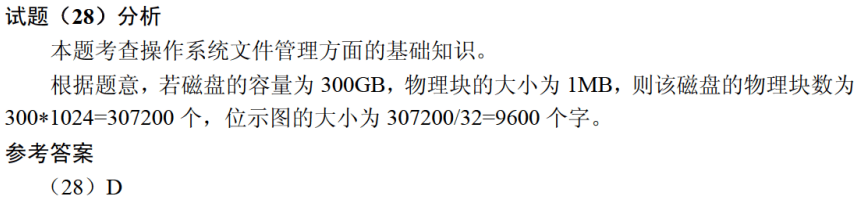 试题（28）分析
本题考查操作系统文件管理方面的基础知识。
根据题意，若磁盘的容量为 300GB，物理块的大小为 1MB，则该磁盘的物理块数为
300*1024=307200 个，位示图的大小为 307200/32=9600 个字。
参考答案
（28）D